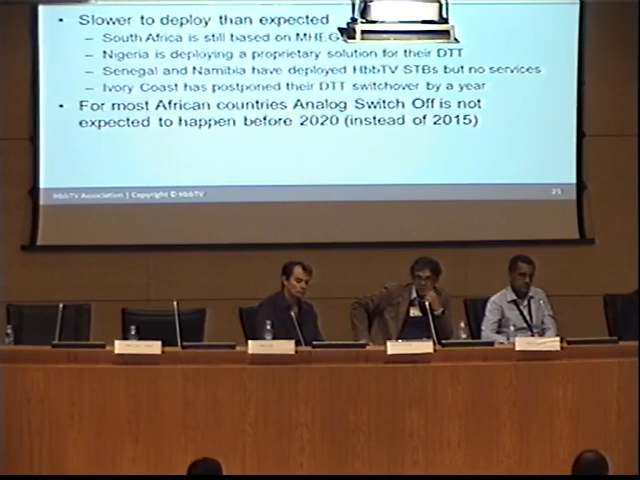 • Slower to deploy than expected
– South Africa is still based on MHEG-
– Nigeria is deploying a proprietary solution for their DTT
– Senegal and Namibia have deployed HbbTV STBs but no services
– Ivory Coast has postponed their DTT switchover by a year
• For most African countries Analog Switch Off is not
expected to happen before 2020 (instead of 2015)
HbbTV Association | Copyright © HbbTV
21